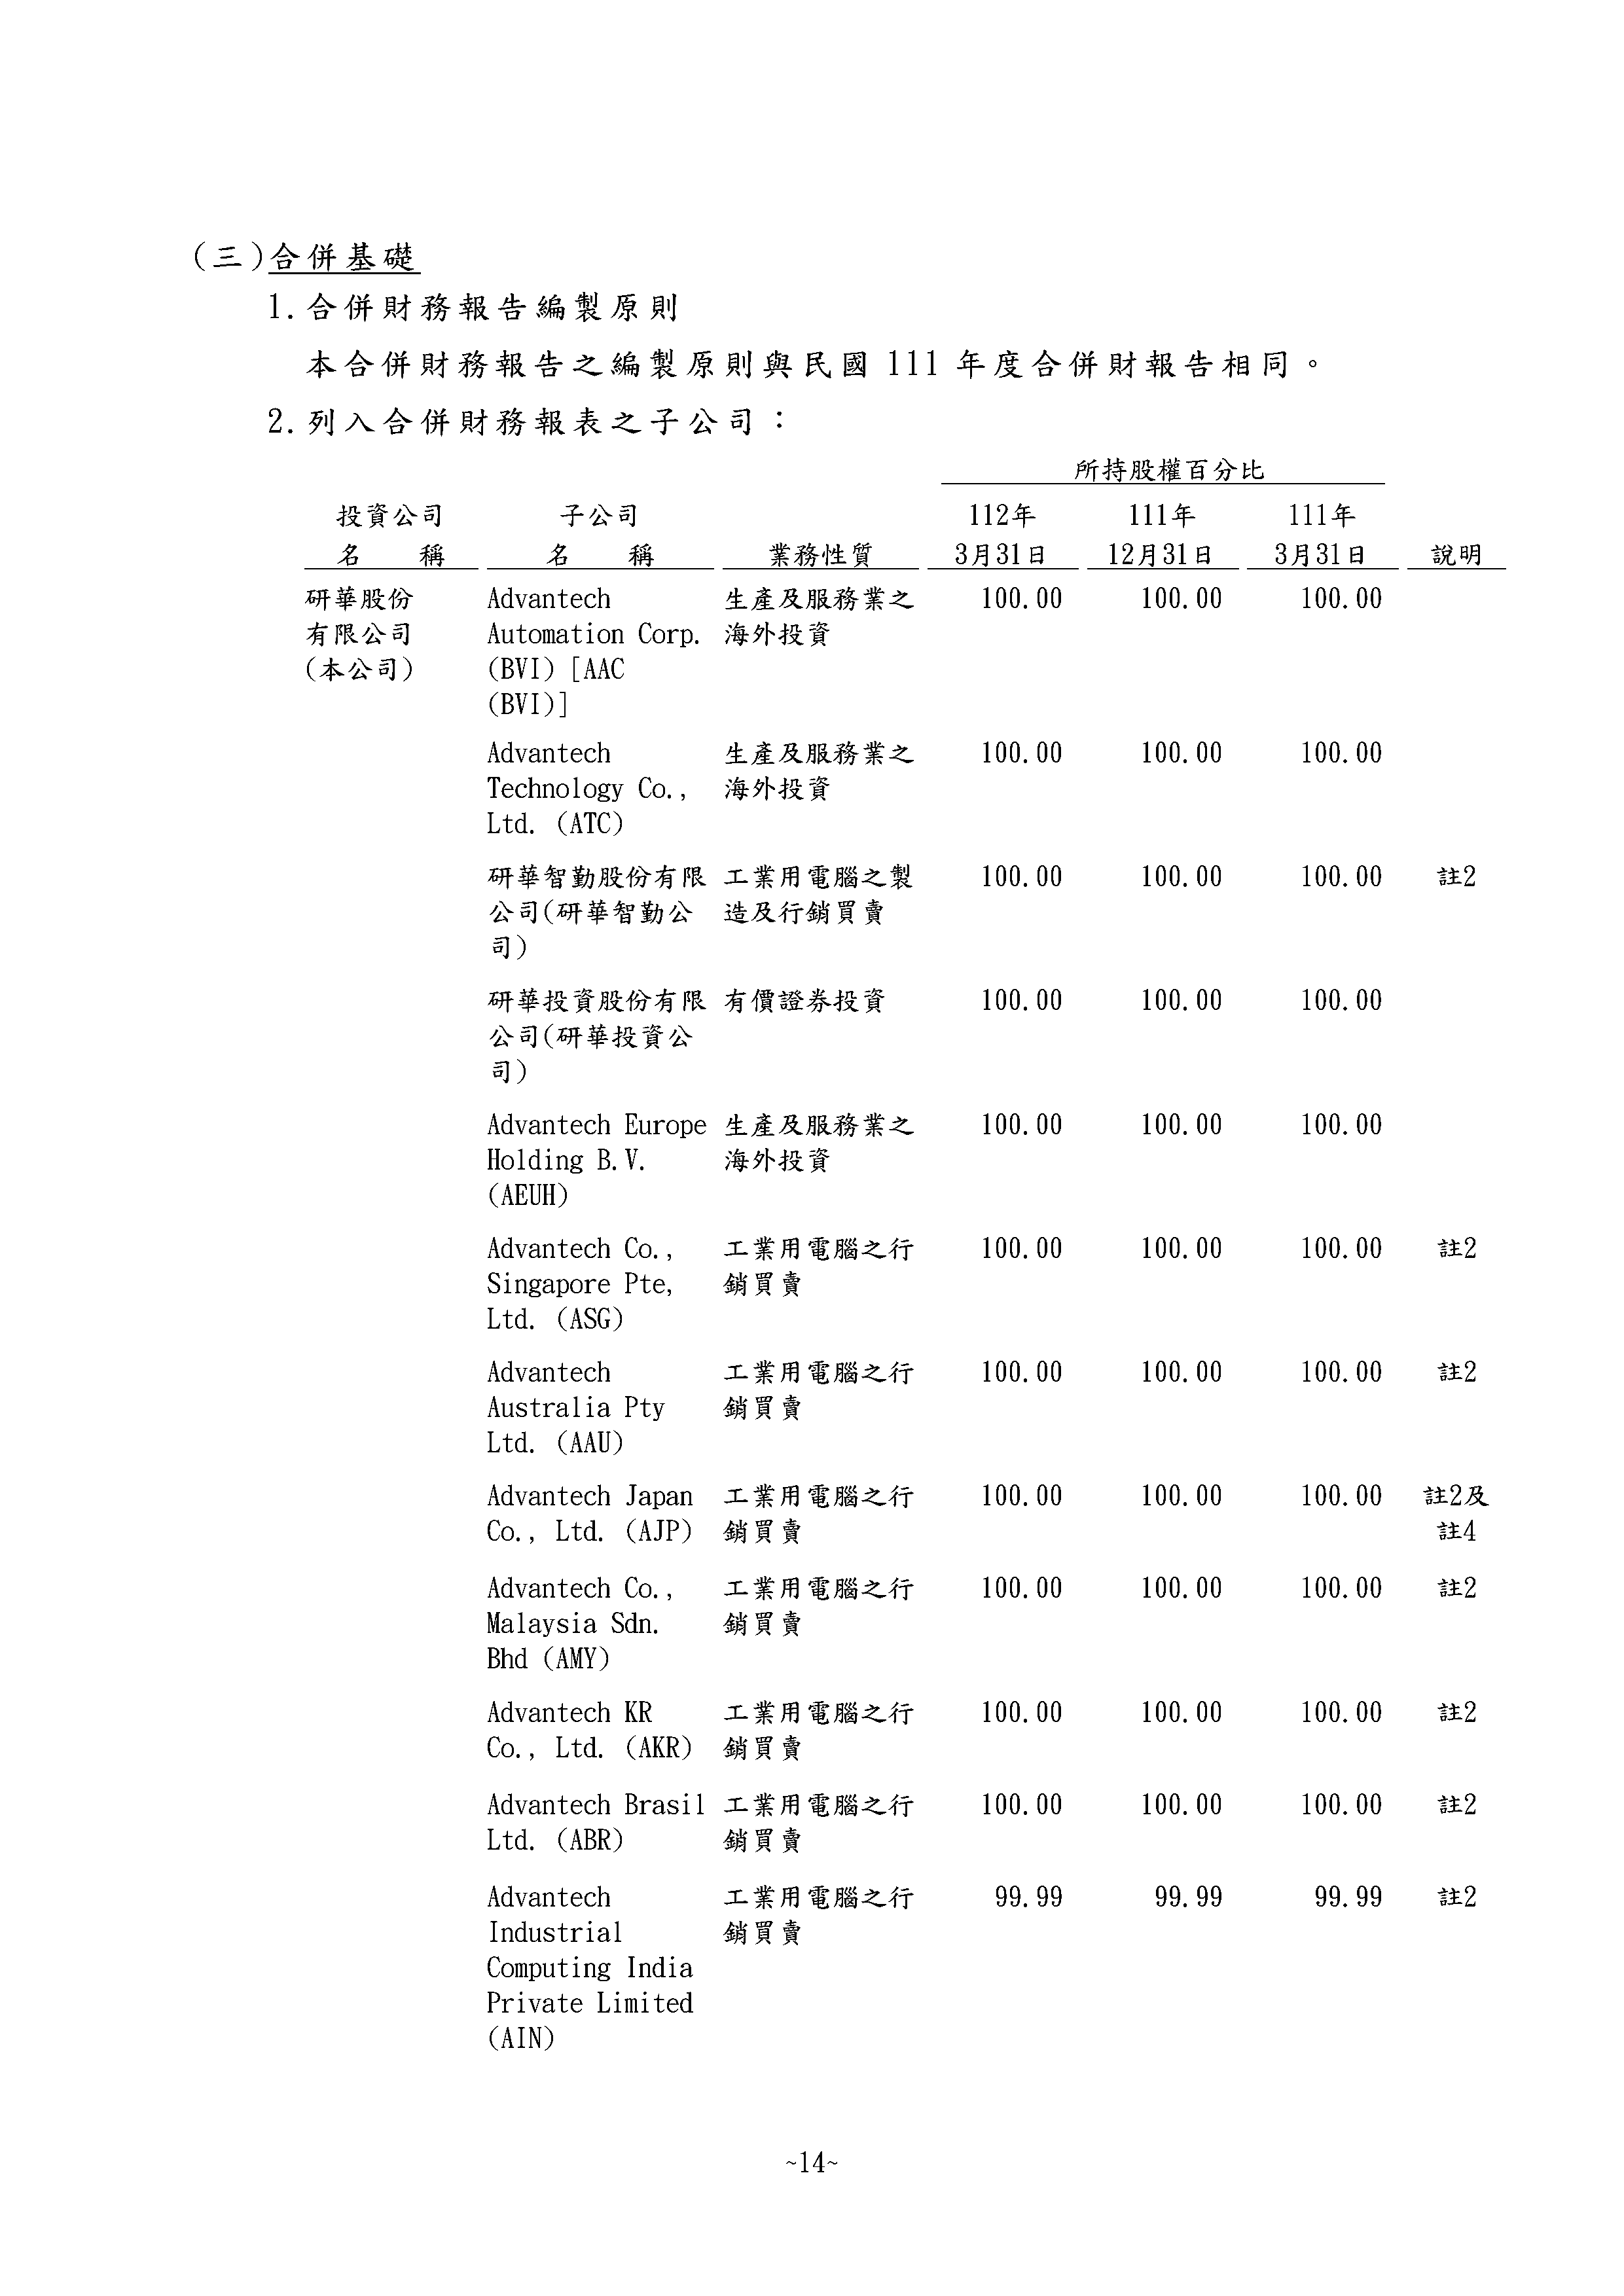 (三)合併基礎
1.合併財務報告編製原則
本合併財務報告之編製原則與民國 111 年度合併財報告相同。
2.列入合併財務報表之子公司：
所持股權百分比
投資公司 子公司 112年 111年 111年
名 稱 名 稱 業務性質 3月31日 12月31日 3月31日 說明
研華股份 Advantech 生產及服務業之 100.00 100.00 100.00
有限公司 Automation Corp. 海外投資
(本公司) (BVI) [AAC
(BVI)]
Advantech 生產及服務業之 100.00 100.00 100.00
Technology Co., 海外投資
Ltd. (ATC)
研華智勤股份有限 工業用電腦之製 100.00 100.00 100.00 註2
公司(研華智勤公 造及行銷買賣
司)
研華投資股份有限 有價證券投資 100.00 100.00 100.00
公司(研華投資公
司)
Advantech Europe 生產及服務業之 100.00 100.00 100.00
Holding B.V. 海外投資
(AEUH)
Advantech Co., 工業用電腦之行 100.00 100.00 100.00 註2
Singapore Pte, 銷買賣
Ltd. (ASG)
Advantech 工業用電腦之行 100.00 100.00 100.00 註2
Australia Pty 銷買賣
Ltd. (AAU)
Advantech Japan 工業用電腦之行 100.00 100.00 100.00 註2及
Co., Ltd. (AJP) 銷買賣 註4
Advantech Co., 工業用電腦之行 100.00 100.00 100.00 註2
Malaysia Sdn. 銷買賣
Bhd (AMY)
Advantech KR 工業用電腦之行 100.00 100.00 100.00 註2
Co., Ltd. (AKR) 銷買賣
Advantech Brasil 工業用電腦之行 100.00 100.00 100.00 註2
Ltd. (ABR) 銷買賣
Advantech 工業用電腦之行 99.99 99.99 99.99 註2
Industrial 銷買賣
Computing India
Private Limited
(AIN)
~14~